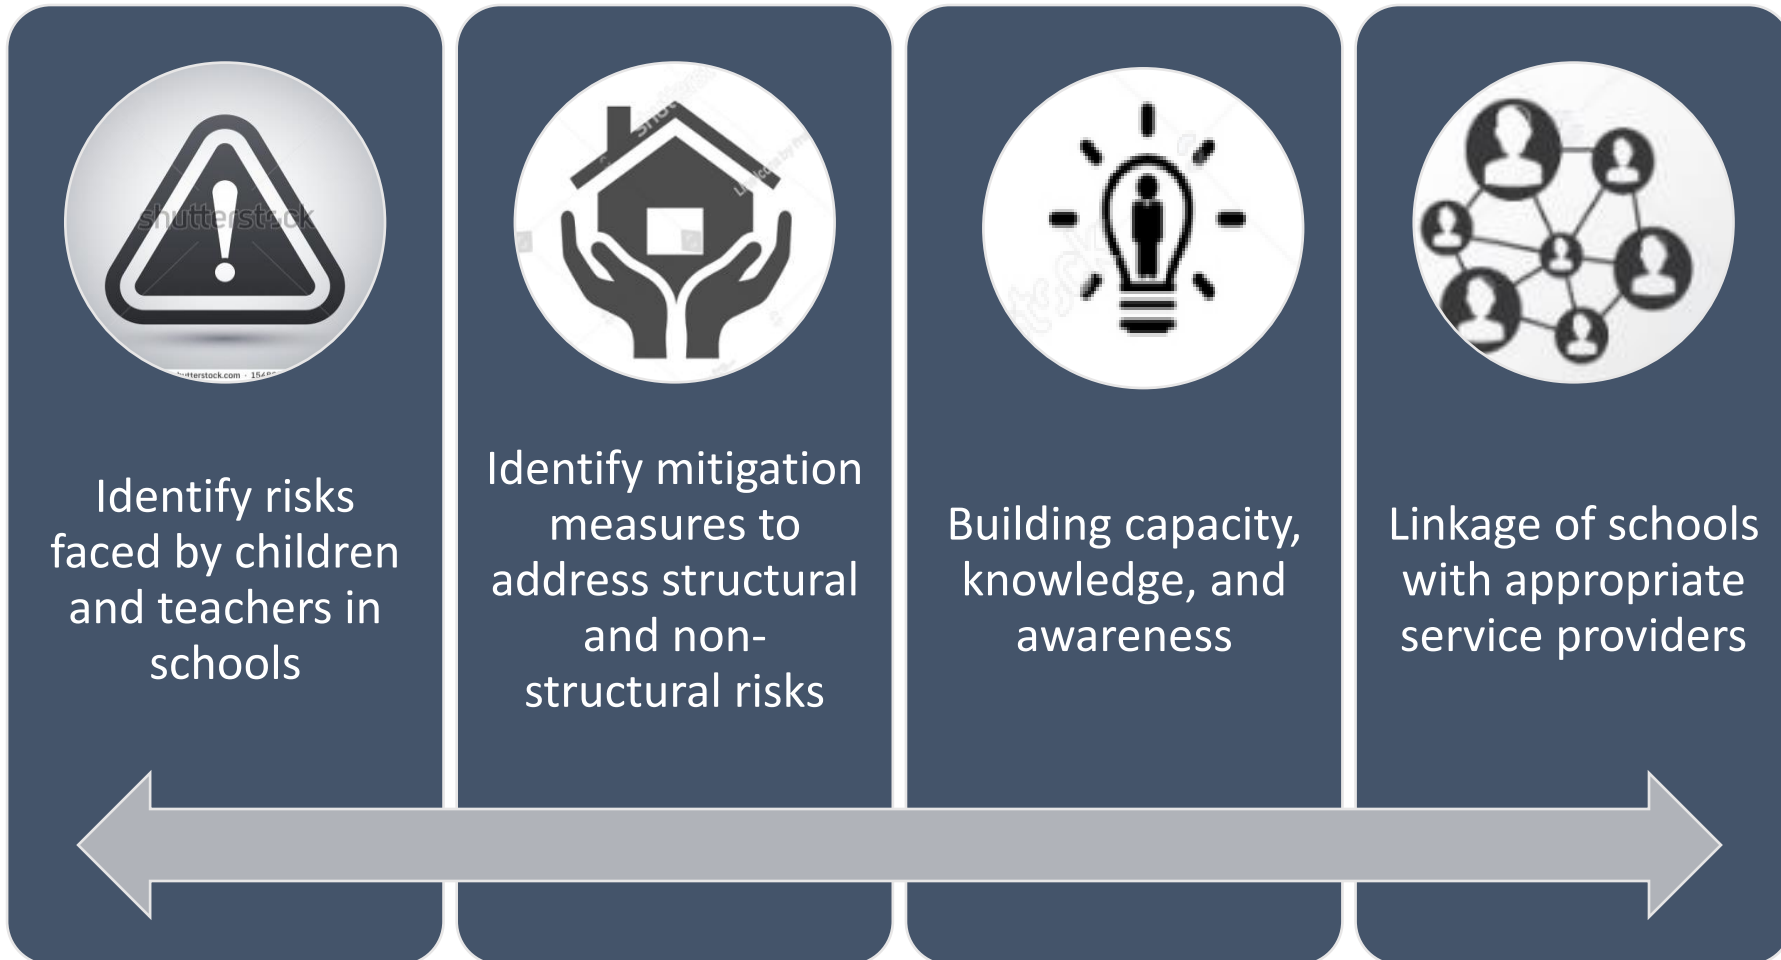 shutterstock
Identify risks
faced by children
and teachers in
schools
Identify mitigation
measures to
address structural
and non-
structural risks
Building capacity,
knowledge, and
awareness
Linkage of schools
with appropriate
service providers